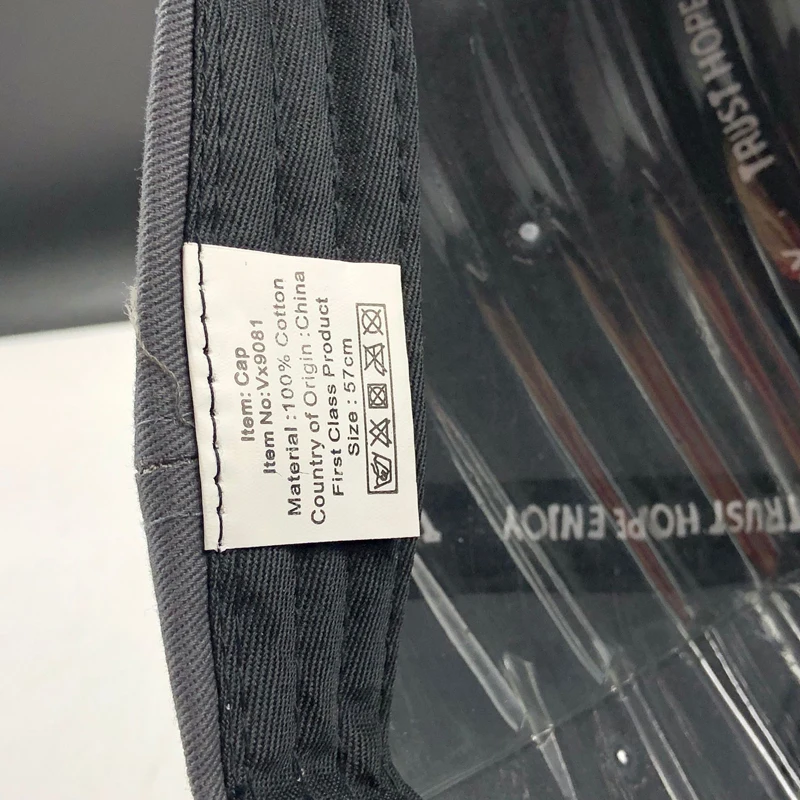 Item: Cap
Item No:Vx9081
Material :100% Cotton
Country of Origin :China
First Class Product
Size : 57cm
TRUST HOPE
TRUST HOPE ENJOY